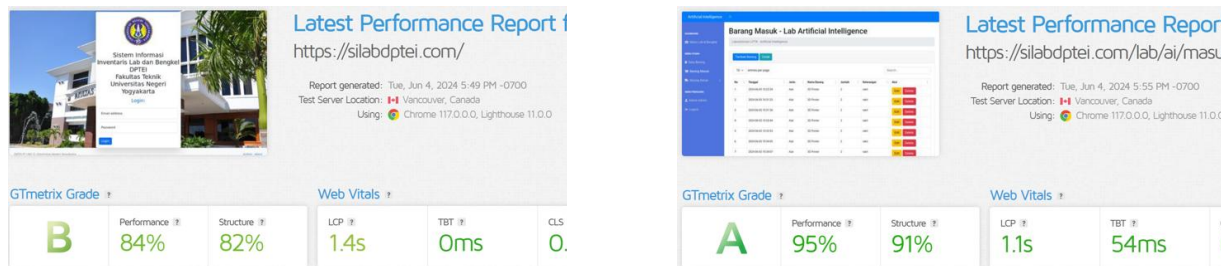 Sistem Informasi
Inventaris Lab dan Bengkel
DPTEI
Fakultas Teknik
Universitas Negeri
Yogyakarta
Login
Email address
Password
Login
Latest Performance Report f
https://silabdptei.com/
Report generated: Tue, Jun 4, 2024 5:49 PM -0700
Test Server Location: Vancouver, Canada
Using: Chrome 117.0.0.0, Lighthouse 11.0.0
GTmetrix Grade ?
B
Performance ?
84%
Structure ?
82%
Web Vitals ?
LCP ?
1.4s
TBT ?
0ms
CLS
0.
Artificial Intelligence
Barang Masuk - Lab Artificial Intelligence
Latest Performance Repor
https://silabdptei.com/lab/ai/masu
Report generated: Tue, Jun 4, 2024 5:55 PM -0700
Test Server Location: Vancouver, Canada
Using: Chrome 117.0.0.0, Lighthouse 11.0.
GTmetrix Grade ?
A
Performance ?
95%
Structure ?
91%
Web Vitals ?
LCP ?
1.1s
TBT ?
54ms